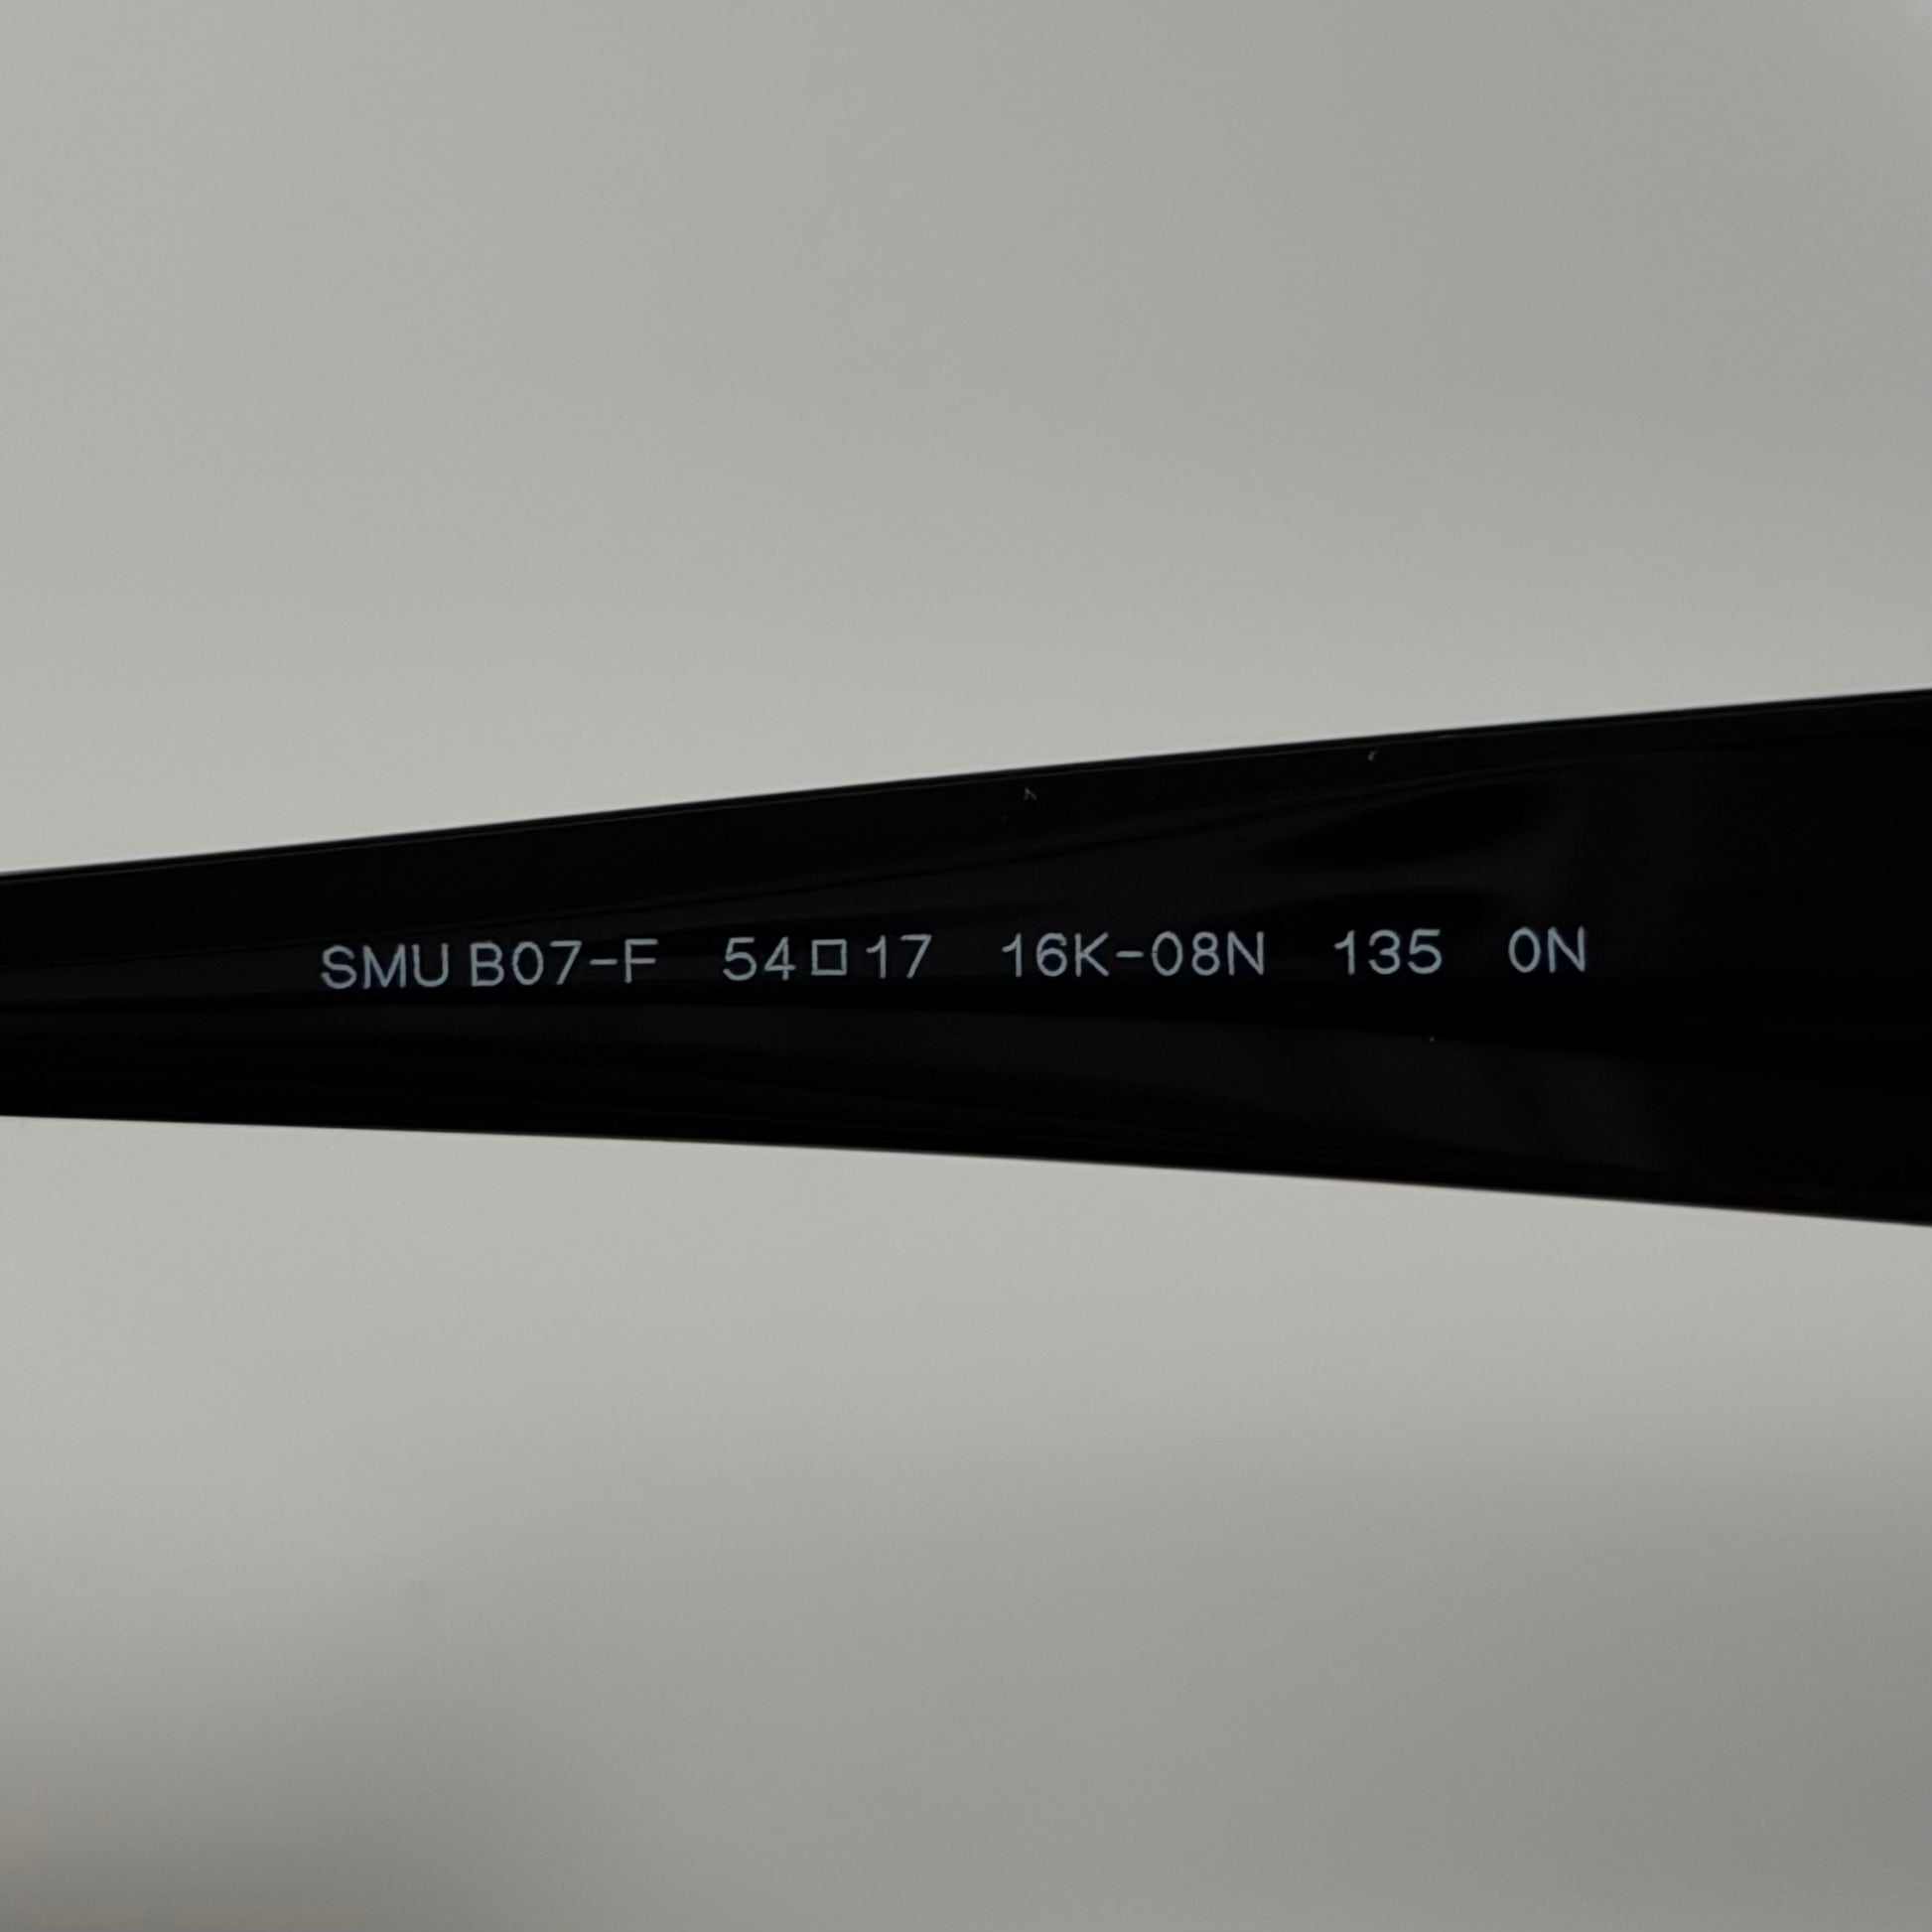 SMU B07-F 54□17 16K-08N 135 0N